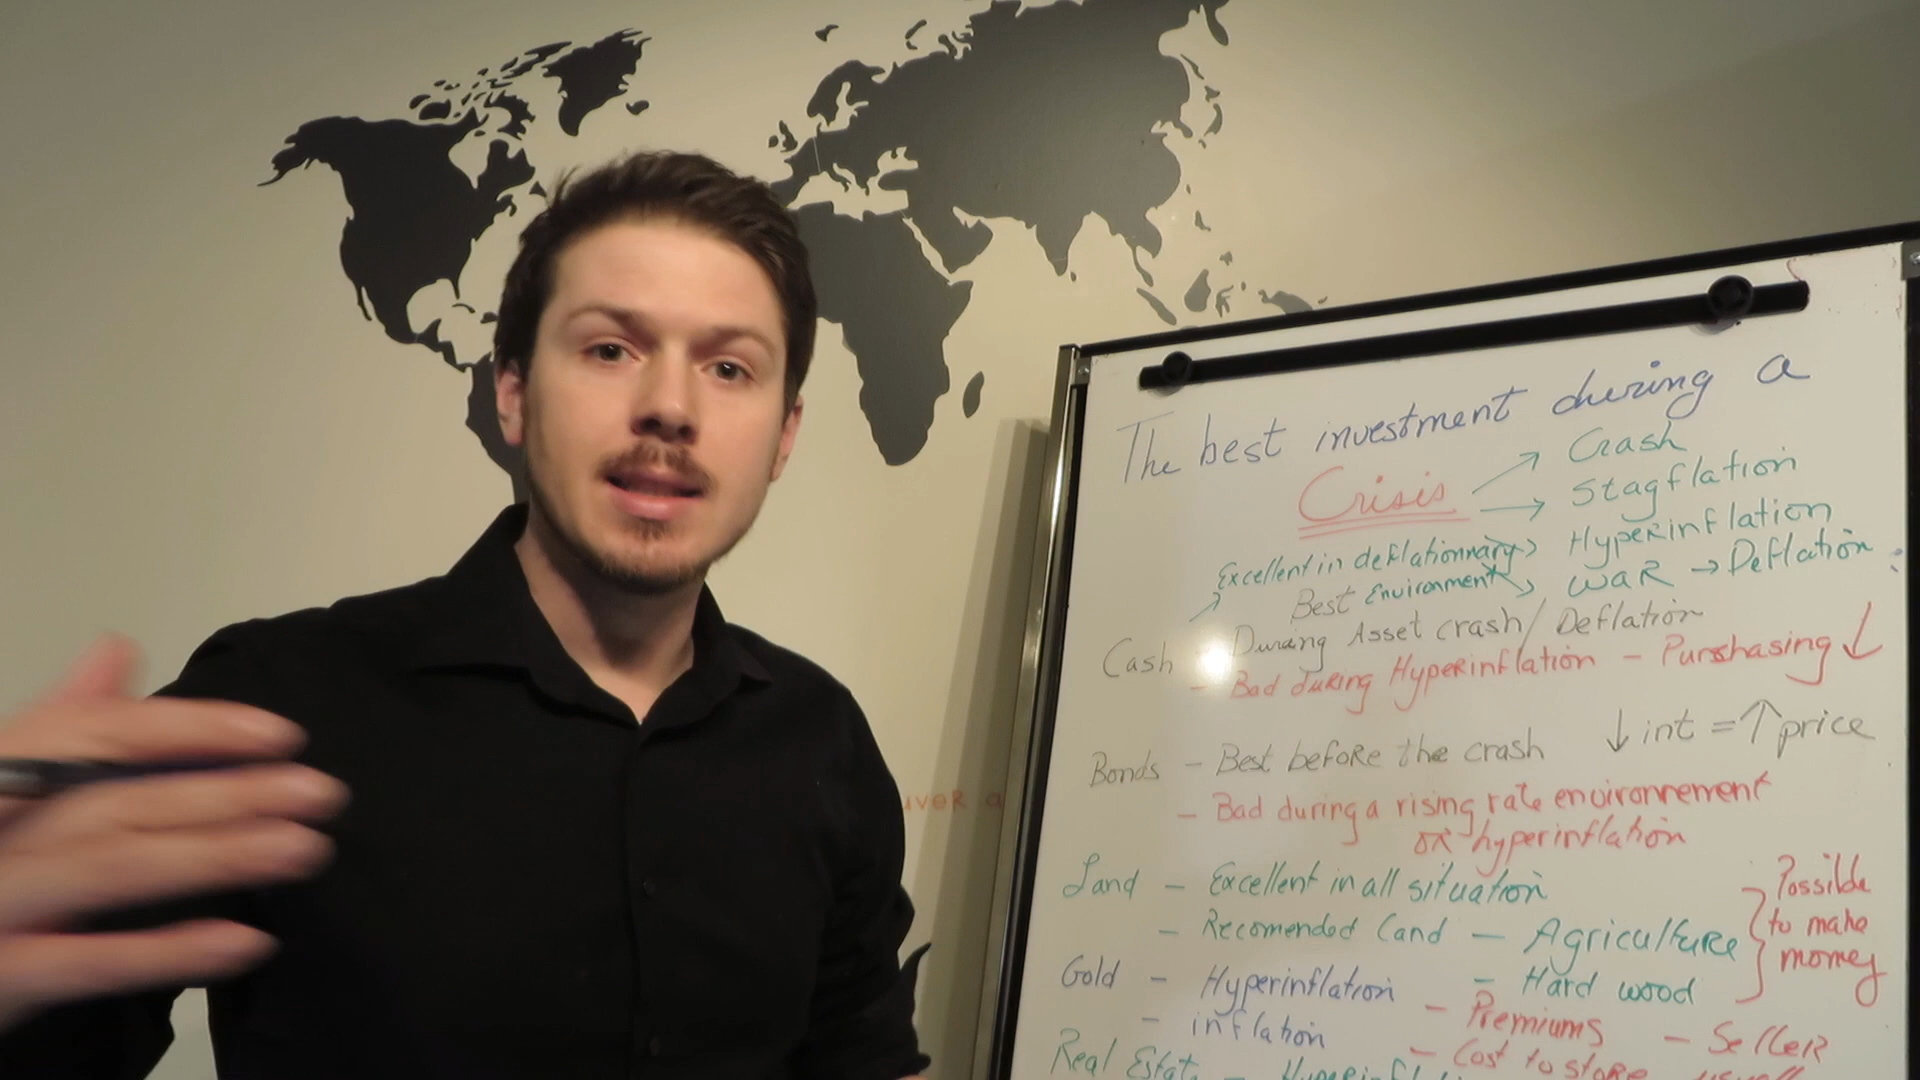 The best investment during a
Crisis
Crash
Stagflation
Hyperinflation
WAR → Deflation
Excellent in deflationnary
Environment
Cash - Best During Asset crash / Deflation
- Bad during Hyperinflation - Purshasing ↓
Bonds - Best before the crash ↓ int = ↑ price
- Bad during a rising rate environnement
or hyperinflation
Land - Excellent in all situation
- Recomended Land - Agriculture
- Hard wood
Possible
to make
money
Gold - Hyperinflation - Premiums - Seller
- inflation - Cost to store usually
Real Estate - Hyperinfl
uver a